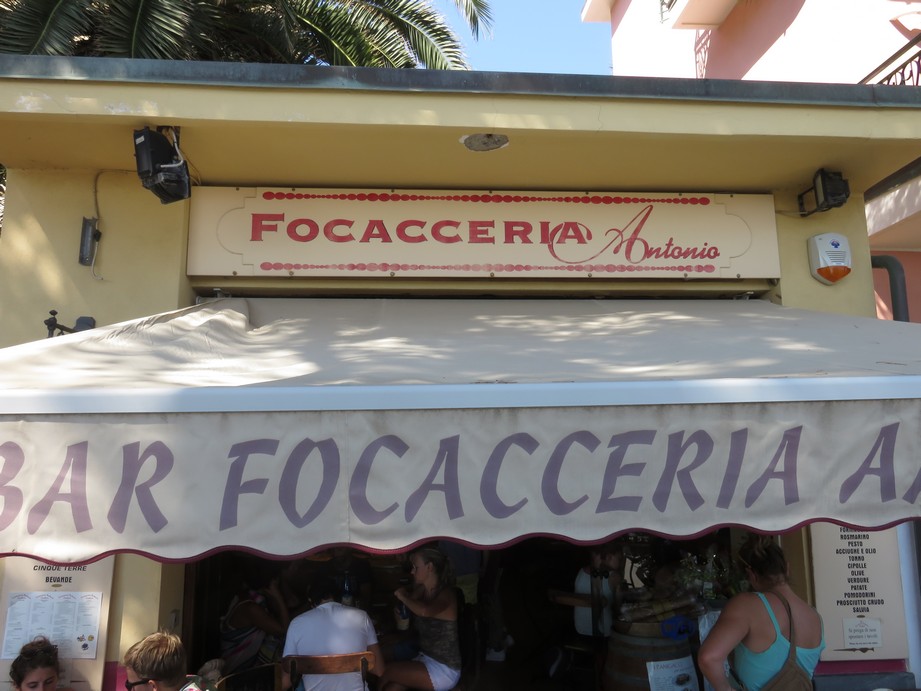 FOCACCERIA Antonio
BAR FOCACCERIA A
CINQUE TERRE
BEVANDE
ROSMARINO
PESTO
ACCIUGHE E OLIO
TONNO
CIPOLLE
OLIVE
VERDURE
PATATE
POMODORINI
PROSCIUTTO CRUDO
SALVIA